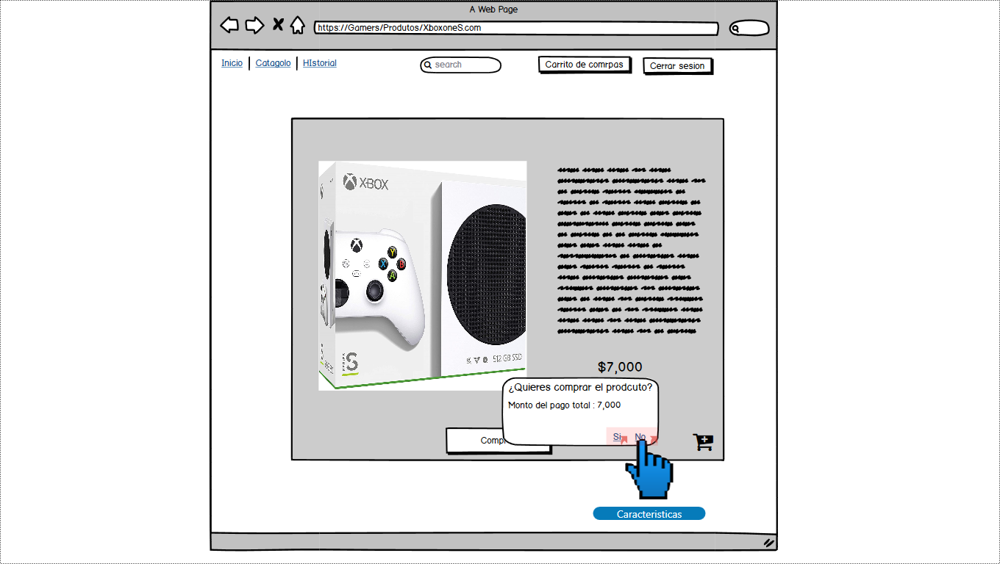 A Web Page
https://Gamers/Produtos/XboxoneS.com
Inicio
Catagolo
HIstorial
search
Carrito de comrpas
Cerrar sesion
XBOX
Y
X
B
A
SERIES
S
512 GB SSD
$7,000
¿Quieres comprar el prodcuto?
Monto del pago total : 7,000
Si
No
Compr
Caracteristicas